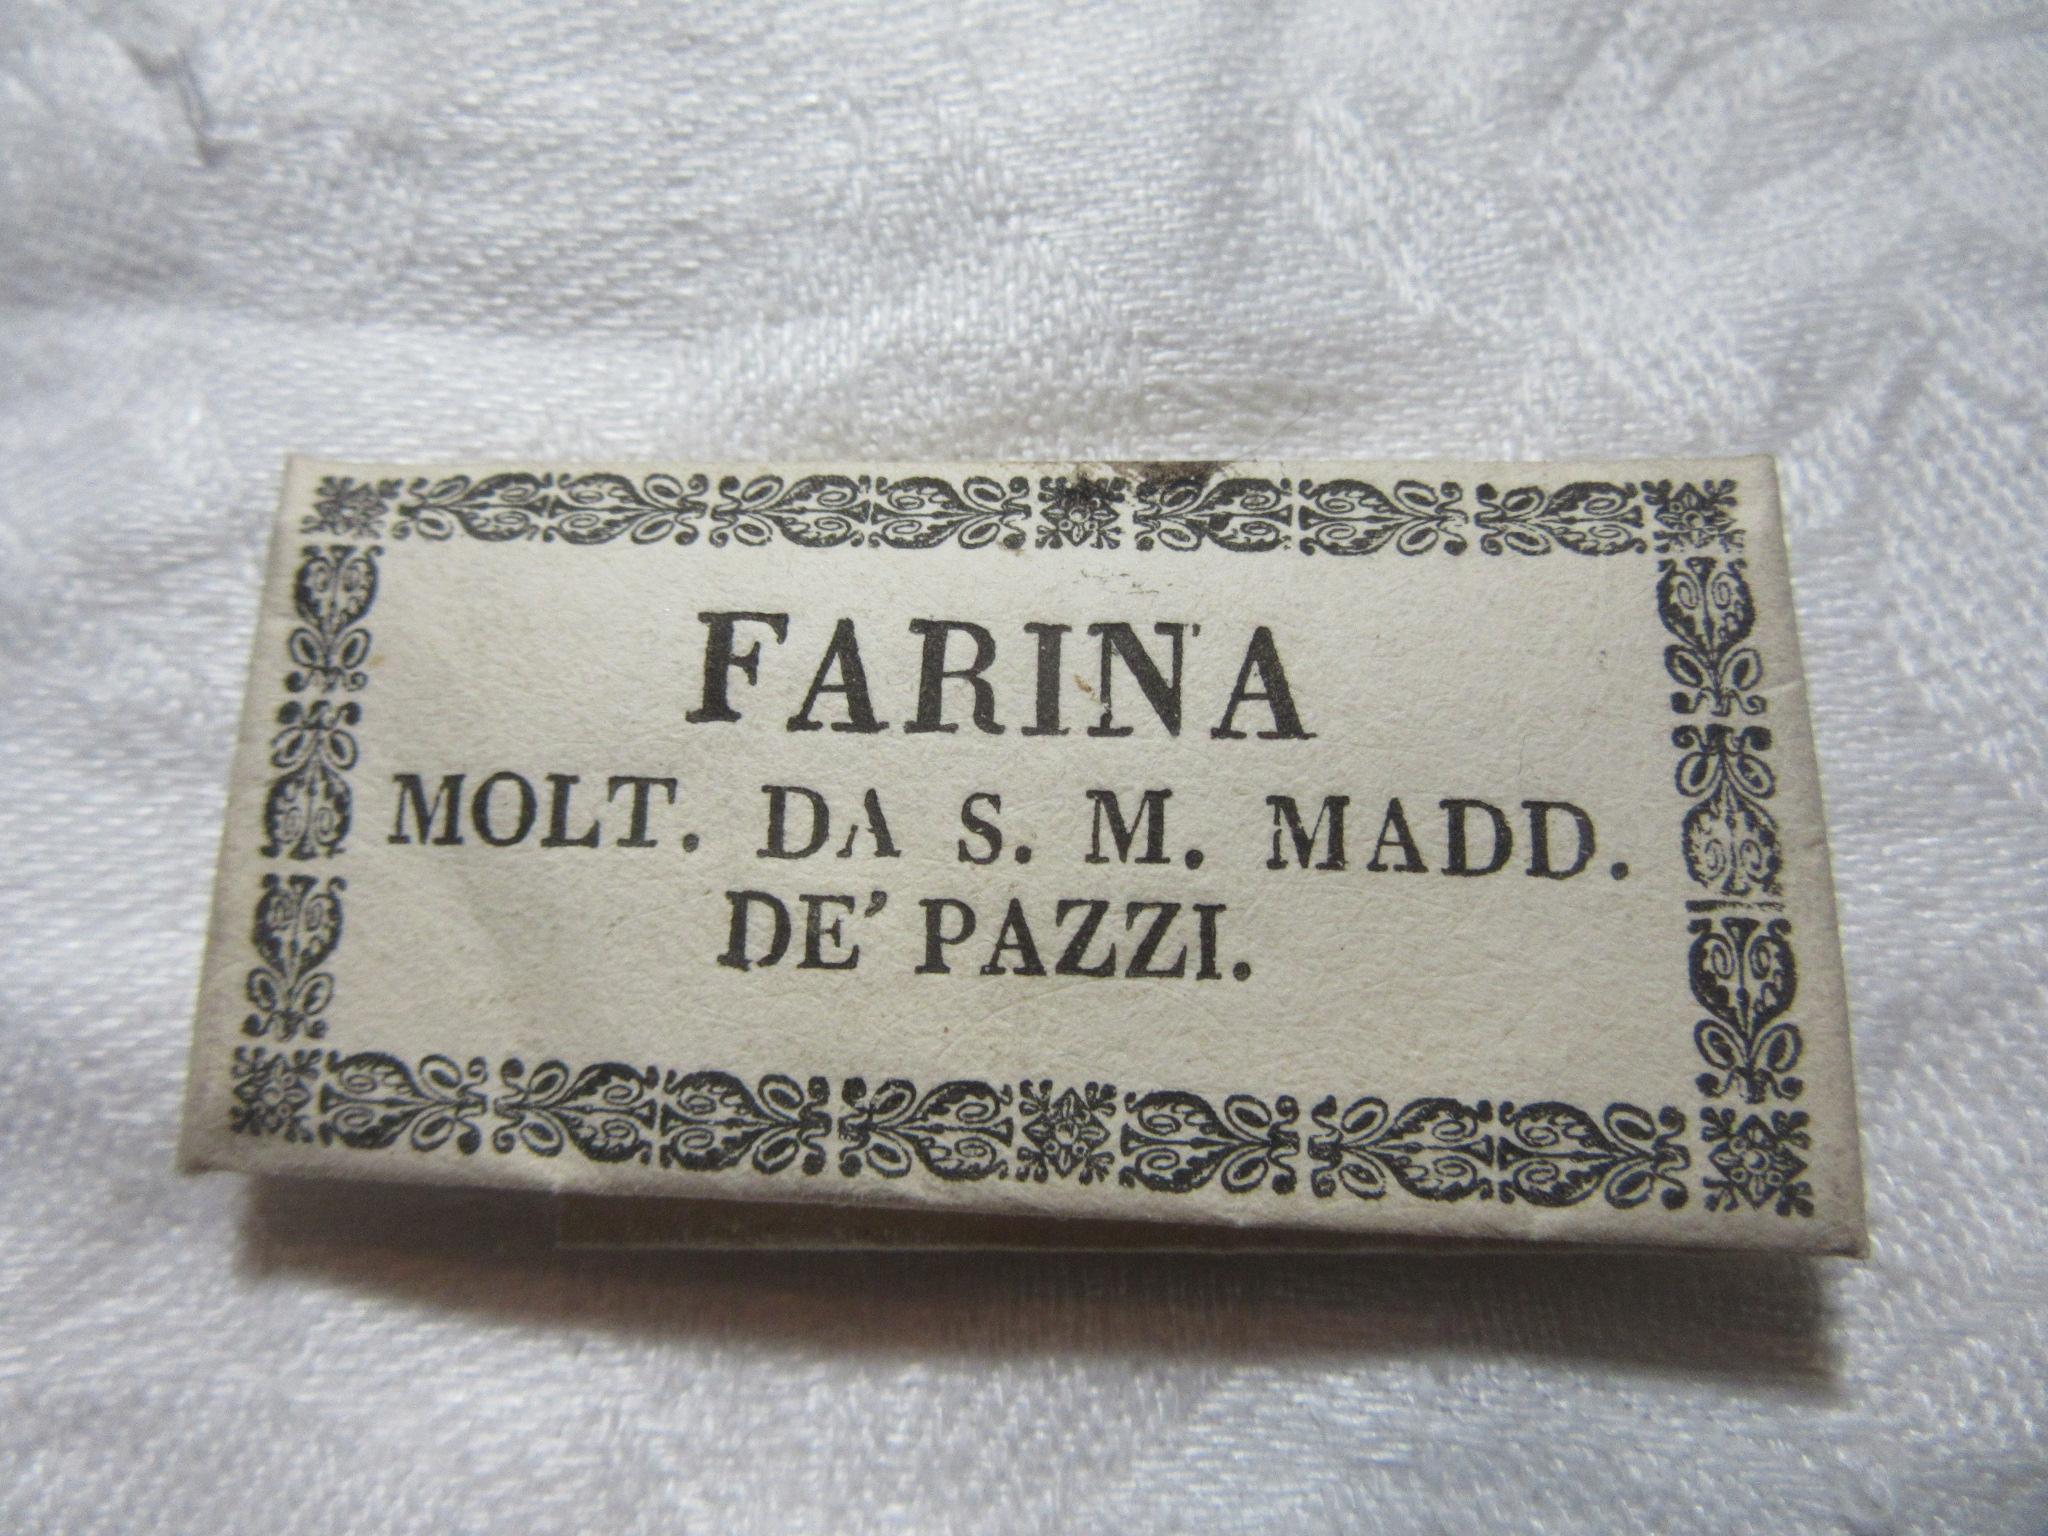 FARINA
MOLT. DA S. M. MADD.
DE' PAZZI.